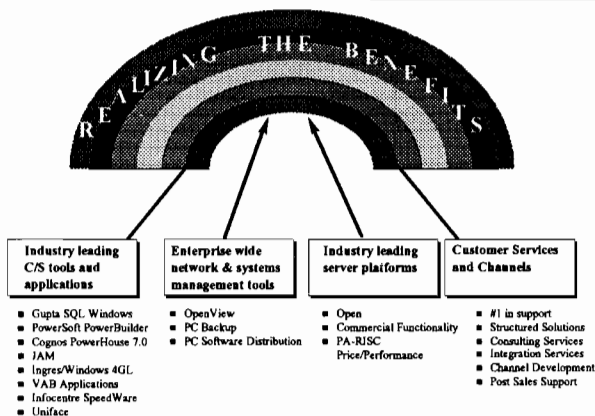 REALIZING THE BENEFITS
Industry leading
C/S tools and
applications
Gupta SQL Windows
PowerSoft PowerBuilder
Cognos PowerHouse 7.0
JAM
Ingres/Windows 4GL
VAB Applications
Infocentre SpeedWare
Uniface
Enterprise wide
network & systems
management tools
OpenView
PC Backup
PC Software Distribution
Industry leading
server platforms
Open
Commercial Functionality
PA-RISC
Price/Performance
Customer Services
and Channels
#1 in support
Structured Solutions
Consulting Services
Integration Services
Channel Development
Post Sales Support